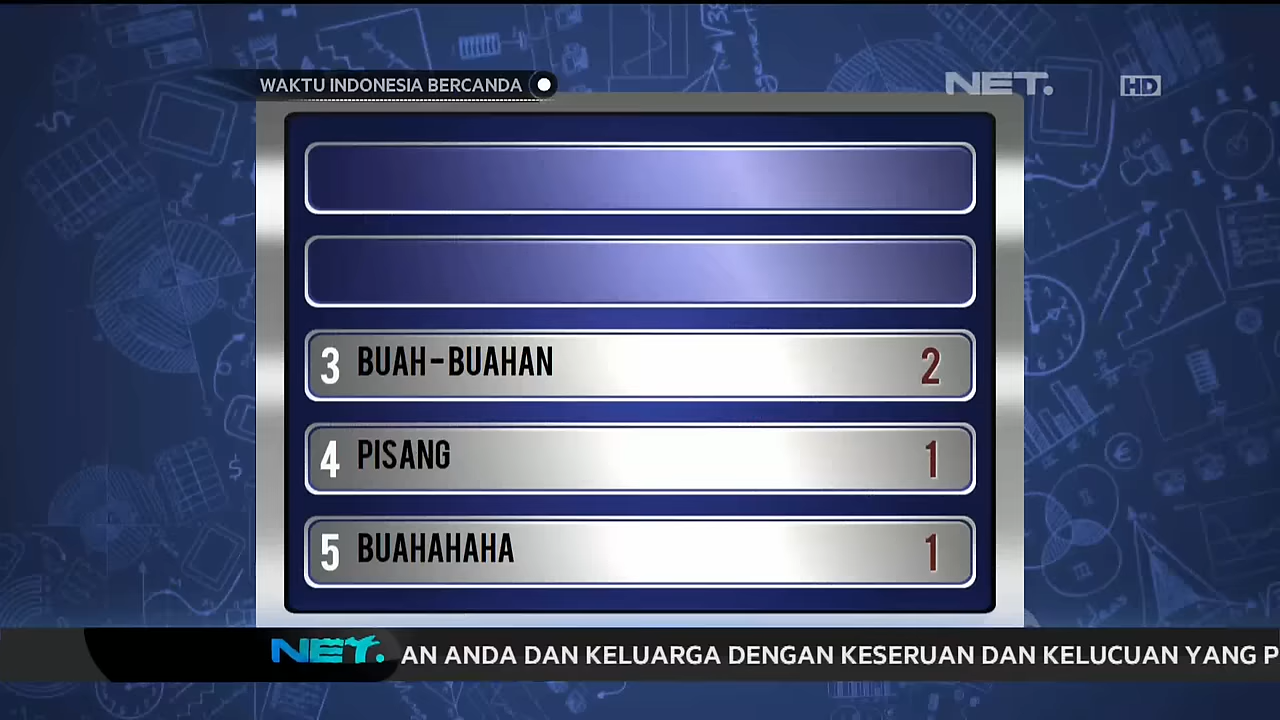 WAKTU INDONESIA BERCANDA
NET.
HD
3 BUAH-BUAHAN 2
4 PISANG 1
5 BUAHAHAHA 1
NET. AN ANDA DAN KELUARGA DENGAN KESERUAN DAN KELUCUAN YANG P